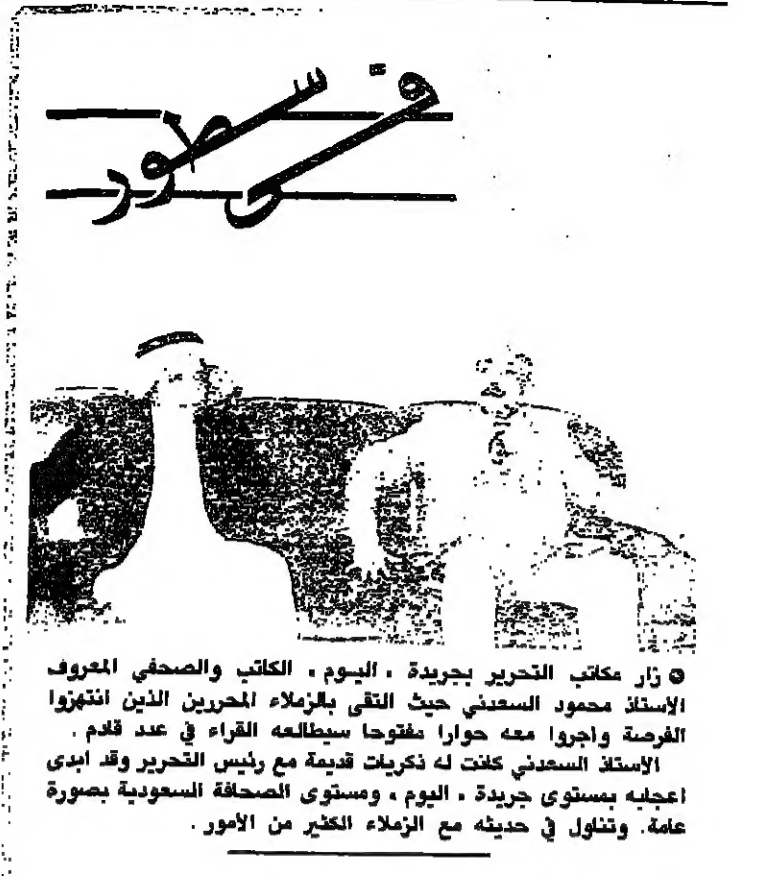 في سطور
● زار مكاتب التحرير بجريدة « اليوم » الكاتب والصحفي المعروف
الاستاذ محمود السعدني حيث التقى بالزملاء المحررين الذين انتهزوا
الفرصة واجروا معه حوارا مفتوحا سيطالعه القراء في عدد قادم .
الاستاذ السعدني كانت له ذكريات قديمة مع رئيس التحرير وقد ابدى
اعجابه بمستوى جريدة « اليوم » ومستوى الصحافة السعودية بصورة
عامة. وتناول في حديثه مع الزملاء الكثير من الأمور .